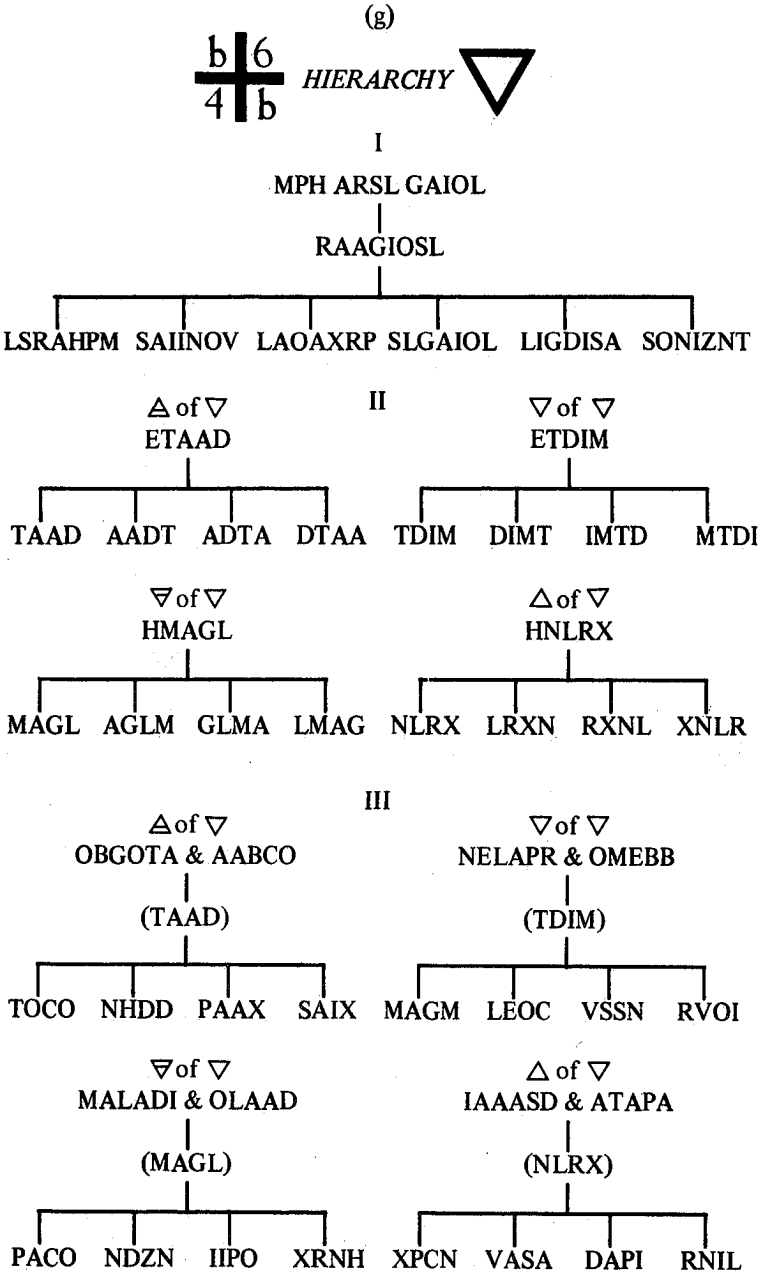 (g)
b 6 HIERARCHY
4 b
I
MPH ARSL GAIOL
RAAGIOSL
LSRAHPM SAIINOV LAOAXRP SLGAIOL LIGDISA SONIZNT
II
🜁 of 🜄 🜄 of 🜄
ETAAD ETDIM
TAAD AADT ADTA DTAA TDIM DIMT IMTD MTDI
🜃 of 🜄 🜂 of 🜄
HMAGL HNLRX
MAGL AGLM GLMA LMAG NLRX LRXN RXNL XNLR
III
🜁 of 🜄 🜄 of 🜄
OBGOTA & AABCO NELAPR & OMEBB
(TAAD) (TDIM)
TOCO NHDD PAAX SAIX MAGM LEOC VSSN RVOI
🜃 of 🜄 🜂 of 🜄
MALADI & OLAAD IAAASD & ATAPA
(MAGL) (NLRX)
PACO NDZN IIPO XRNH XPCN VASA DAPI RNIL